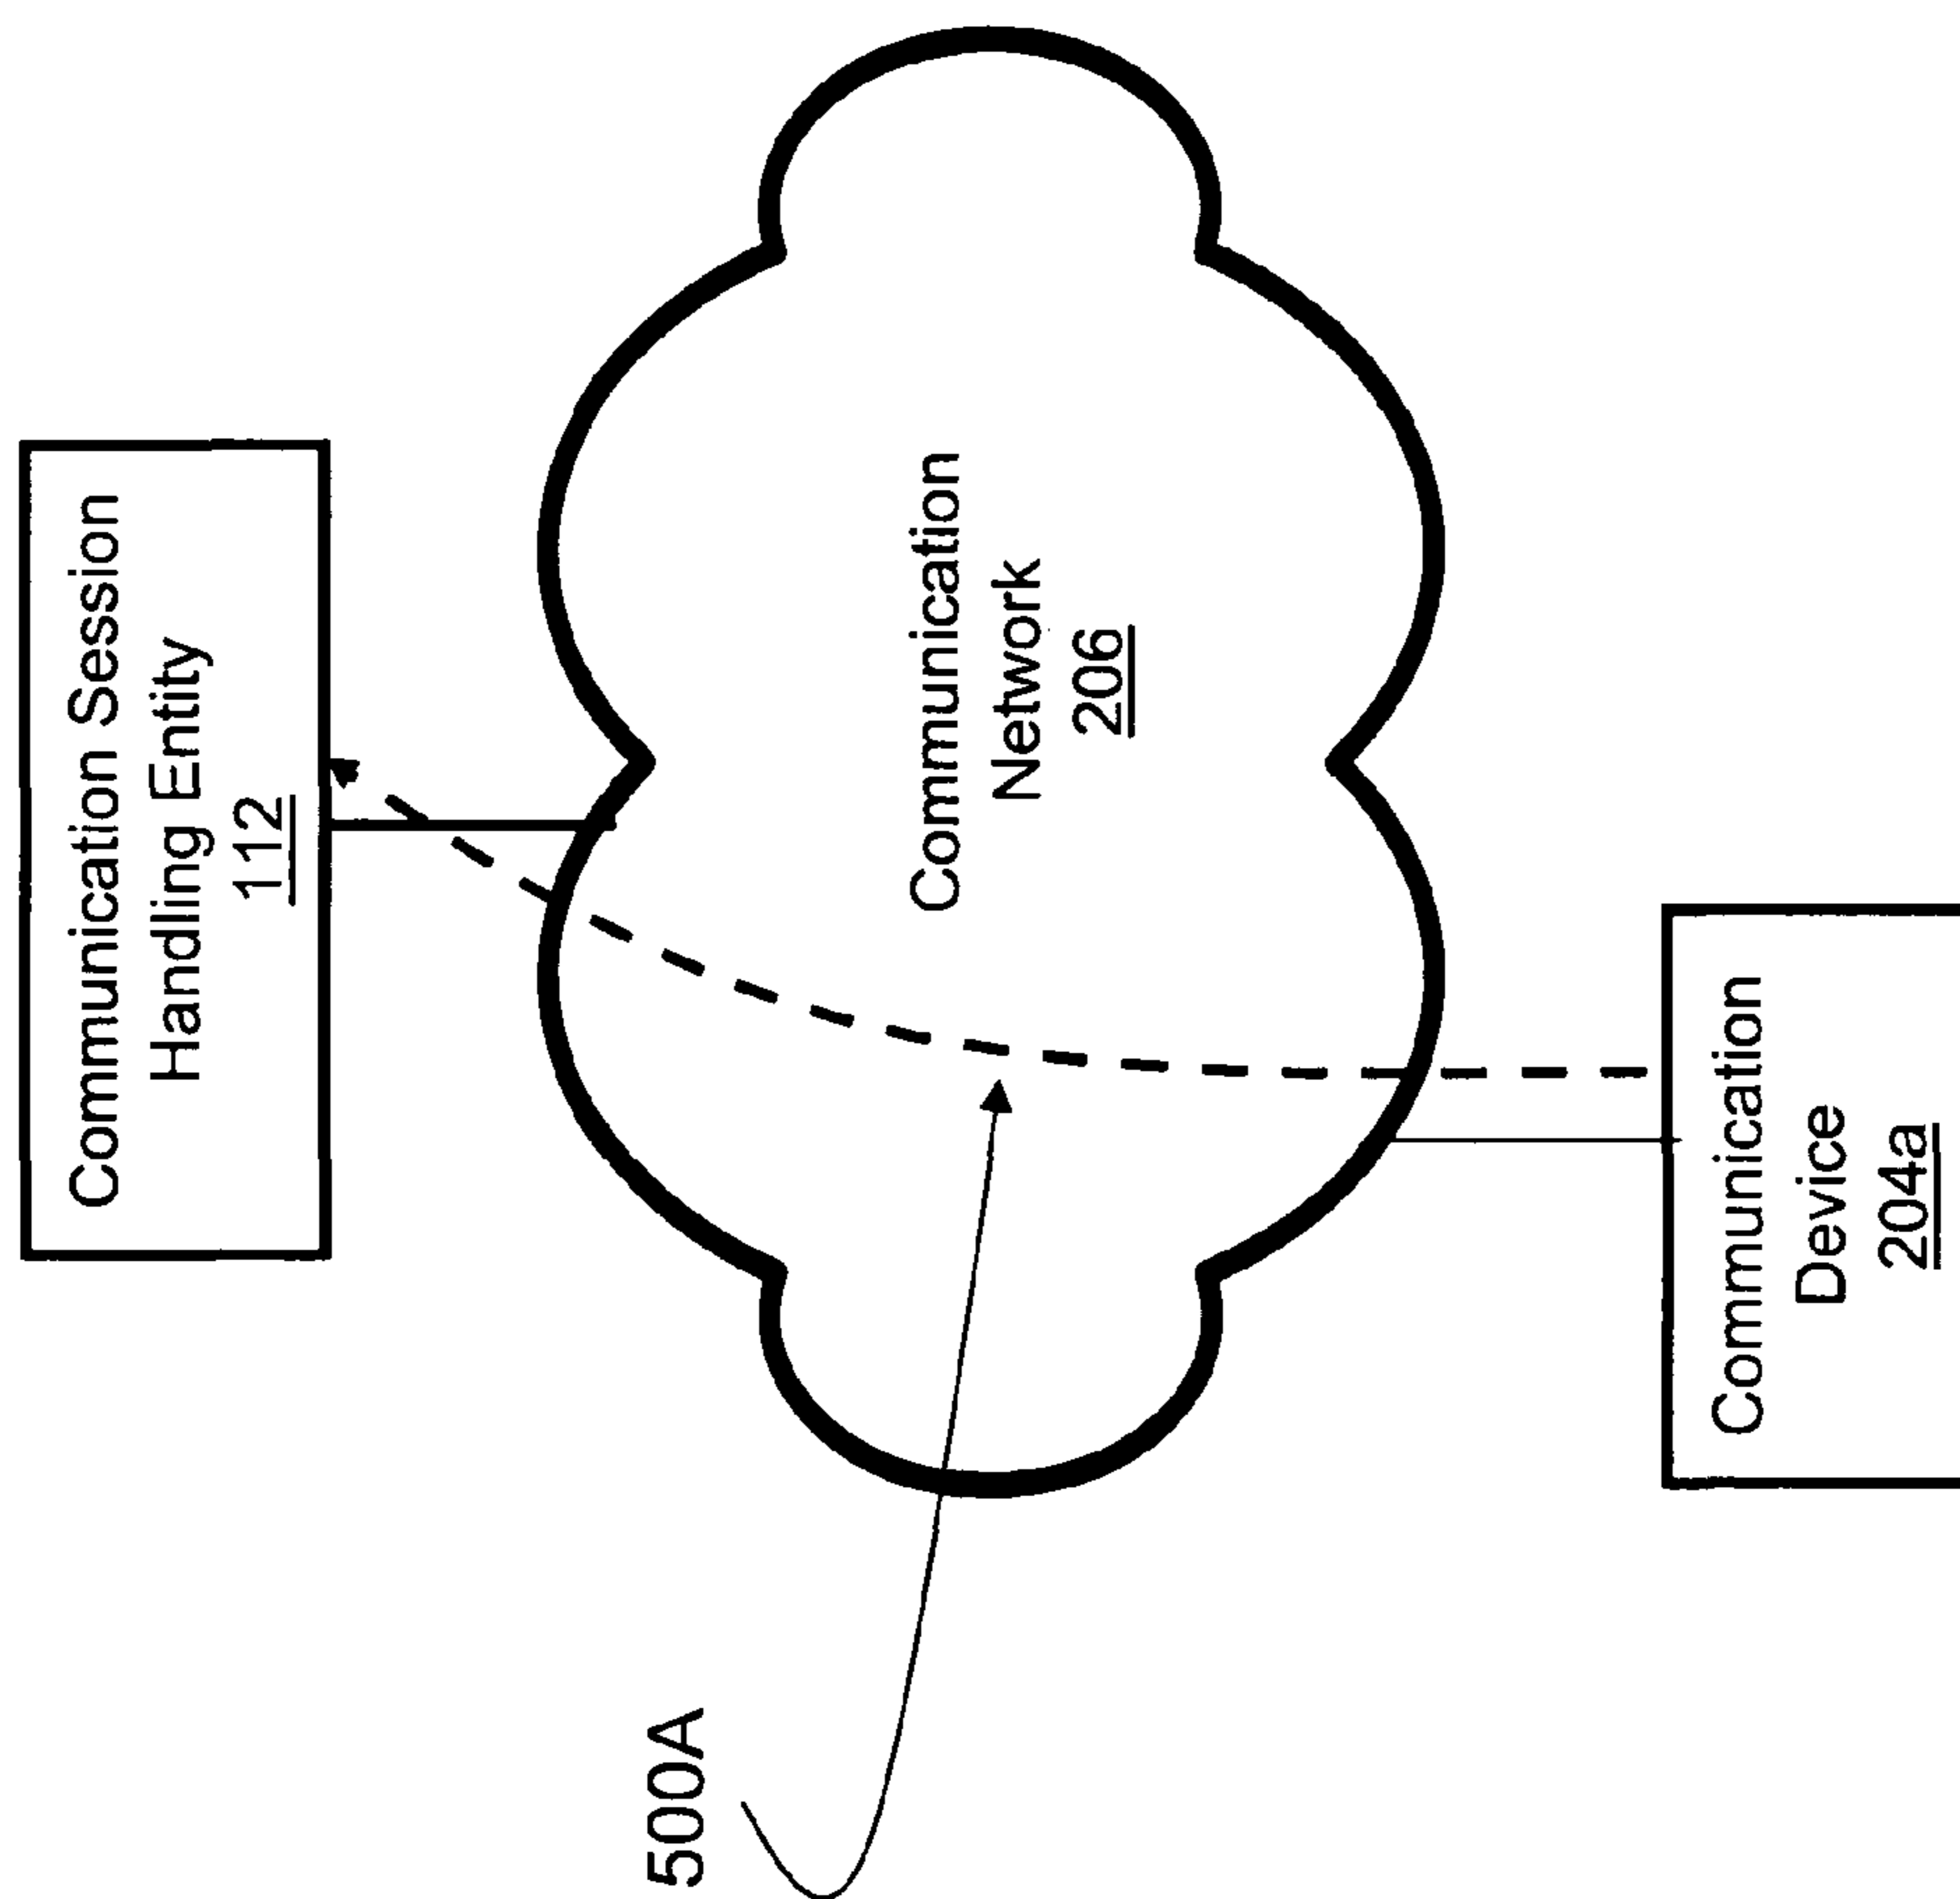 Communication Session
Handling Entity
112
Communication
Network
206
500A
Communication
Device
204a